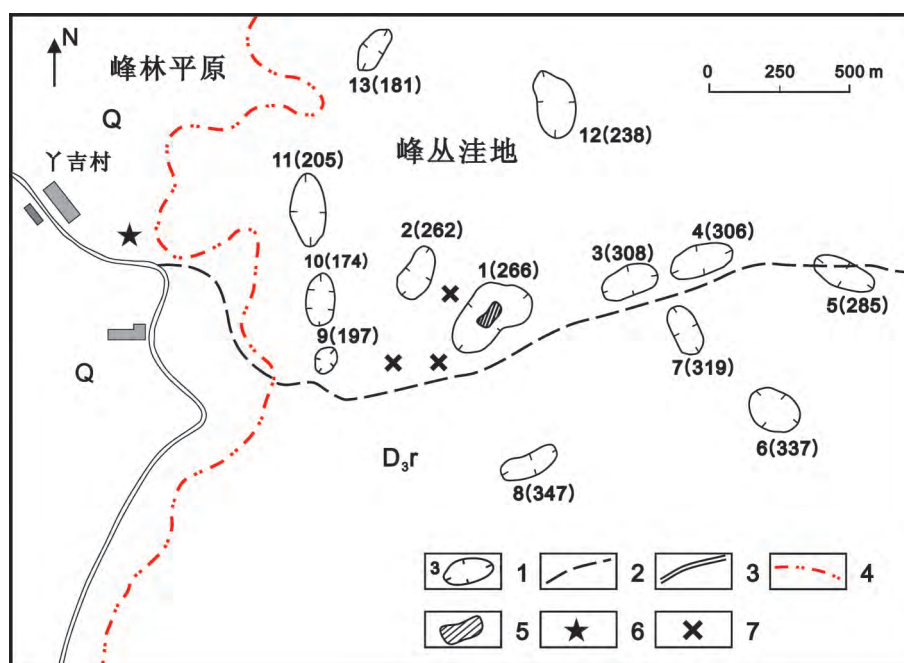 N
峰林平原
13(181)
0 250 500 m
Q
12(238)
峰丛洼地
丫吉村
11(205)
2(262)
4(306)
3(308)
10(174)
1(266)
5(285)
9(197)
Q
7(319)
6(337)
D₃r
8(347)
3 1 2 3 4
5 6 7